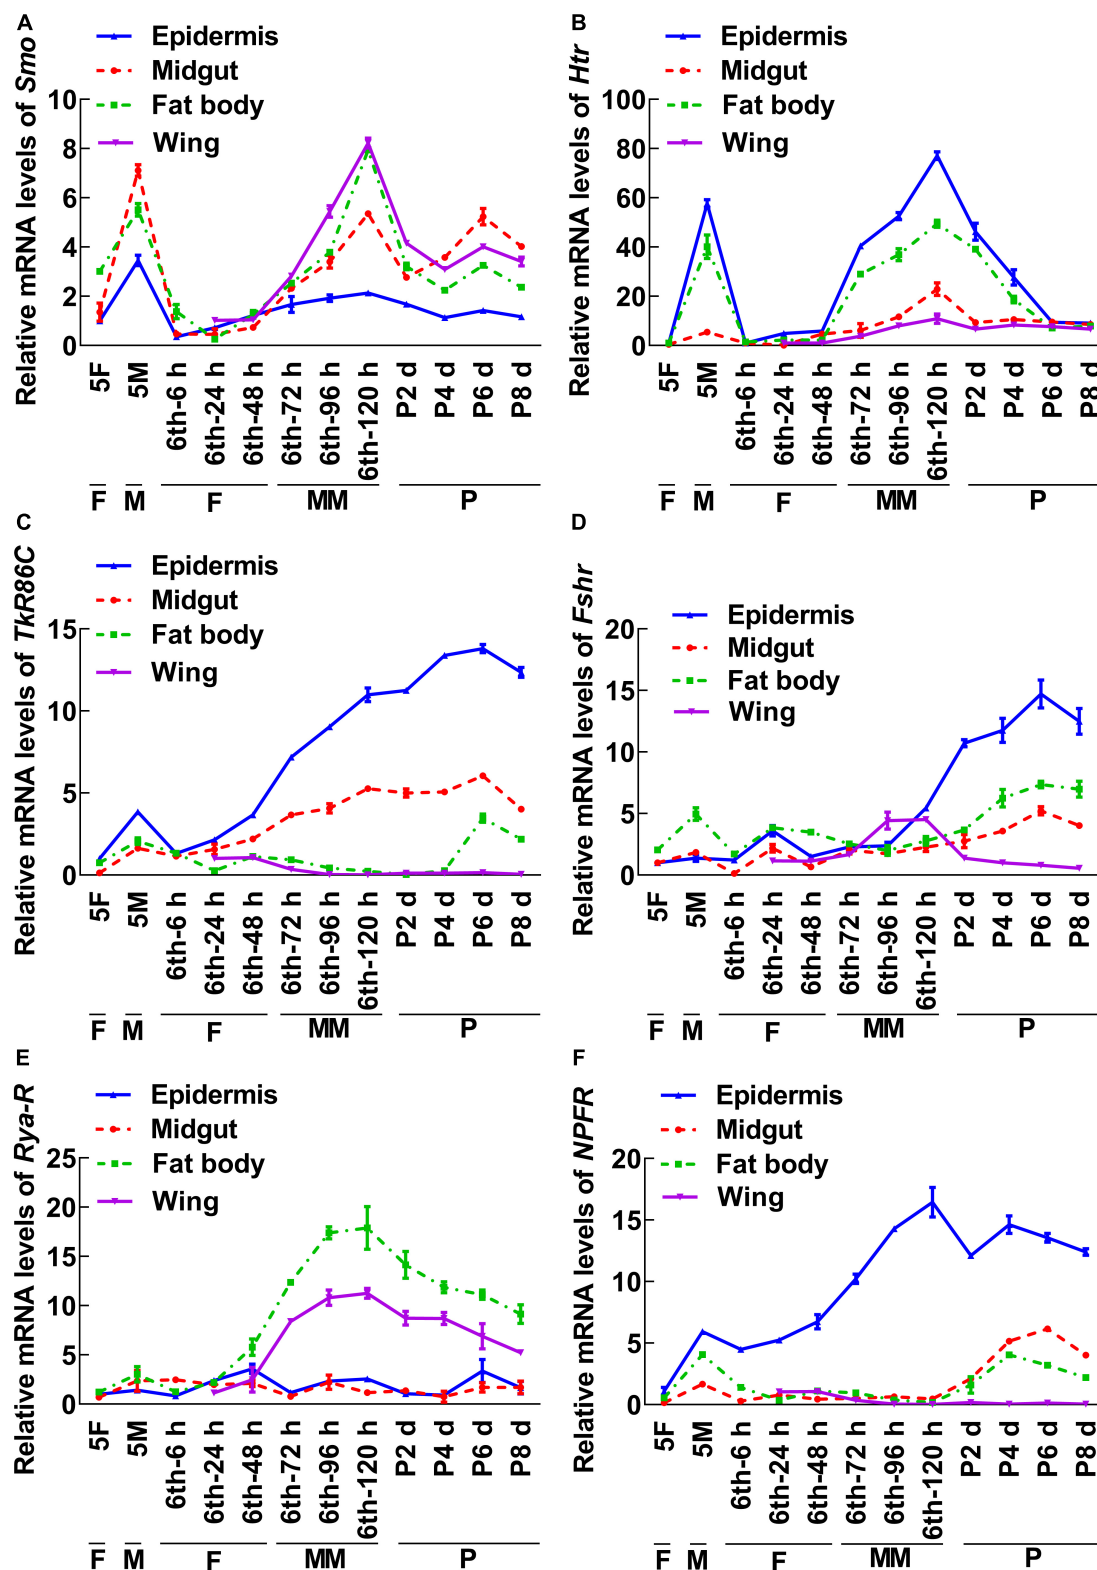 A
Relative mRNA levels of Smo
Epidermis
Midgut
Fat body
Wing
10
8
6
4
2
0
5F
5M
6th-6 h
6th-24 h
6th-48 h
6th-72 h
6th-96 h
6th-120 h
P2 d
P4 d
P6 d
P8 d
F
M
F
MM
P
B
Relative mRNA levels of Htr
Epidermis
Midgut
Fat body
Wing
100
80
60
40
20
0
5F
5M
6th-6 h
6th-24 h
6th-48 h
6th-72 h
6th-96 h
6th-120 h
P2 d
P4 d
P6 d
P8 d
F
M
F
MM
P
C
Relative mRNA levels of TkR86C
Epidermis
Midgut
Fat body
Wing
15
10
5
0
5F
5M
6th-6 h
6th-24 h
6th-48 h
6th-72 h
6th-96 h
6th-120 h
P2 d
P4 d
P6 d
P8 d
F
M
F
MM
P
D
Relative mRNA levels of Fshr
Epidermis
Midgut
Fat body
Wing
20
15
10
5
0
5F
5M
6th-6 h
6th-24 h
6th-48 h
6th-72 h
6th-96 h
6th-120 h
P2 d
P4 d
P6 d
P8 d
F
M
F
MM
P
E
Relative mRNA levels of Rya-R
Epidermis
Midgut
Fat body
Wing
25
20
15
10
5
0
5F
5M
6th-6 h
6th-24 h
6th-48 h
6th-72 h
6th-96 h
6th-120 h
P2 d
P4 d
P6 d
P8 d
F
M
F
MM
P
F
Relative mRNA levels of NPFR
Epidermis
Midgut
Fat body
Wing
20
15
10
5
0
5F
5M
6th-6 h
6th-24 h
6th-48 h
6th-72 h
6th-96 h
6th-120 h
P2 d
P4 d
P6 d
P8 d
F
M
F
MM
P